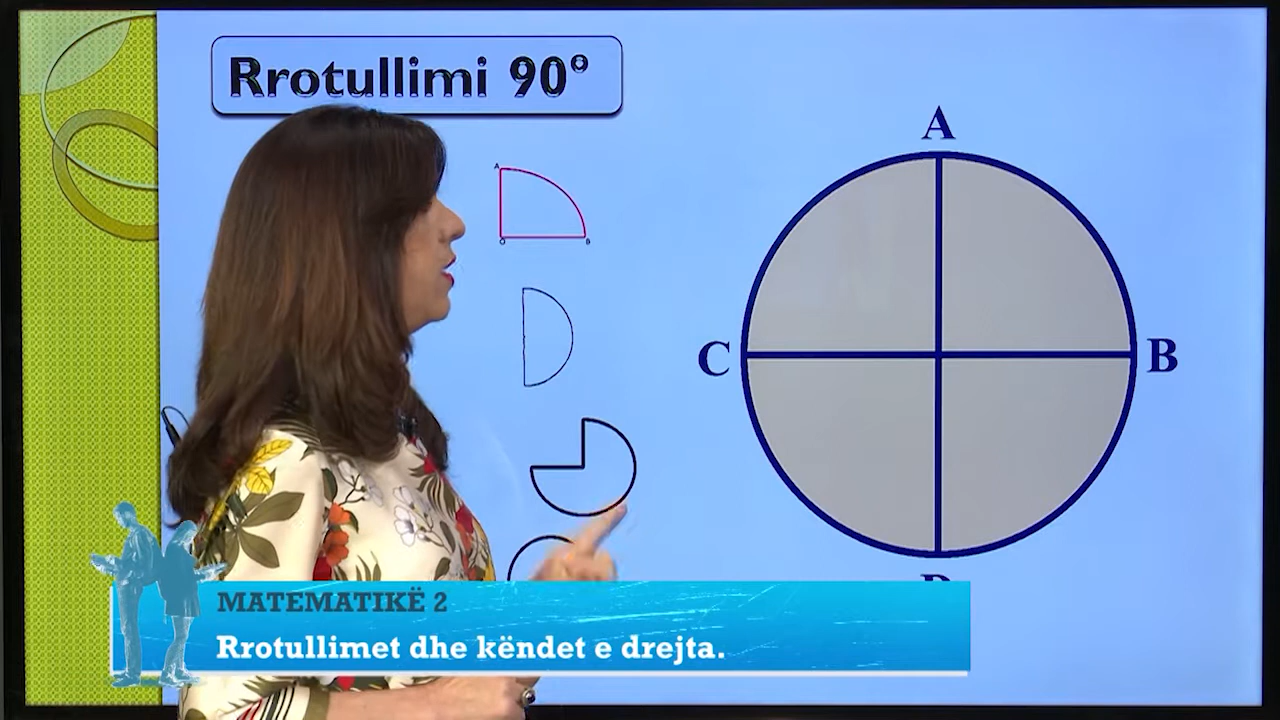 Rrotullimi 90°
A
A
O
B
C
B
MATEMATIKË 2
Rrotullimet dhe këndet e drejta.